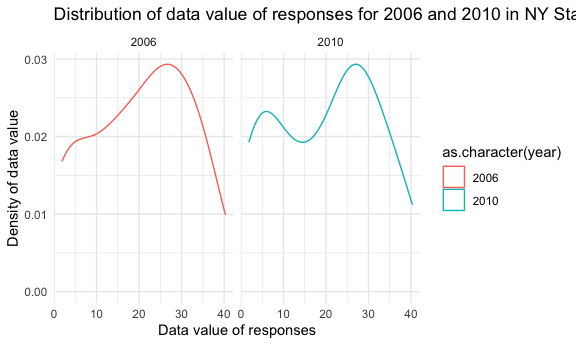 Distribution of data value of responses for 2006 and 2010 in NY Sta
2006
2010
0.03
0.02
0.01
0.00
Density of data value
0 10 20 30 40
0 10 20 30 40
Data value of responses
as.character(year)
2006
2010